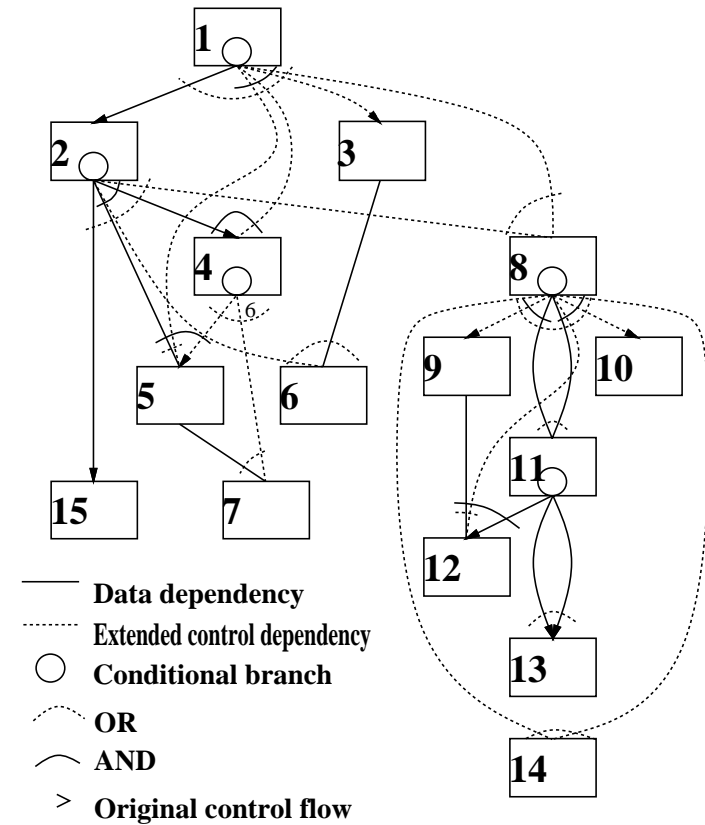 1
2
3
4
6
8
5
6
9
10
11
15
7
12
Data dependency
Extended control dependency
Conditional branch
13
OR
AND
14
Original control flow